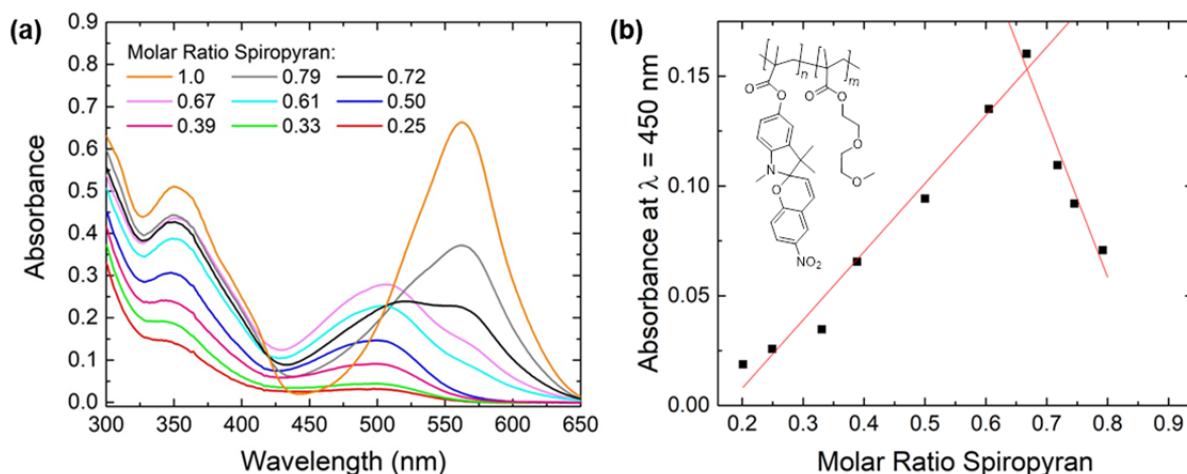 (a)
Molar Ratio Spiropyran:
1.0 0.79 0.72
0.67 0.61 0.50
0.39 0.33 0.25
0.9
0.8
0.7
0.6
0.5
0.4
0.3
0.2
0.1
0.0
Absorbance
300 350 400 450 500 550 600 650
Wavelength (nm)
(b)
0.15
0.10
0.05
0.00
Absorbance at λ = 450 nm
n m
O O
O O
O
N
O
O
NO₂
0.2 0.3 0.4 0.5 0.6 0.7 0.8 0.9
Molar Ratio Spiropyran